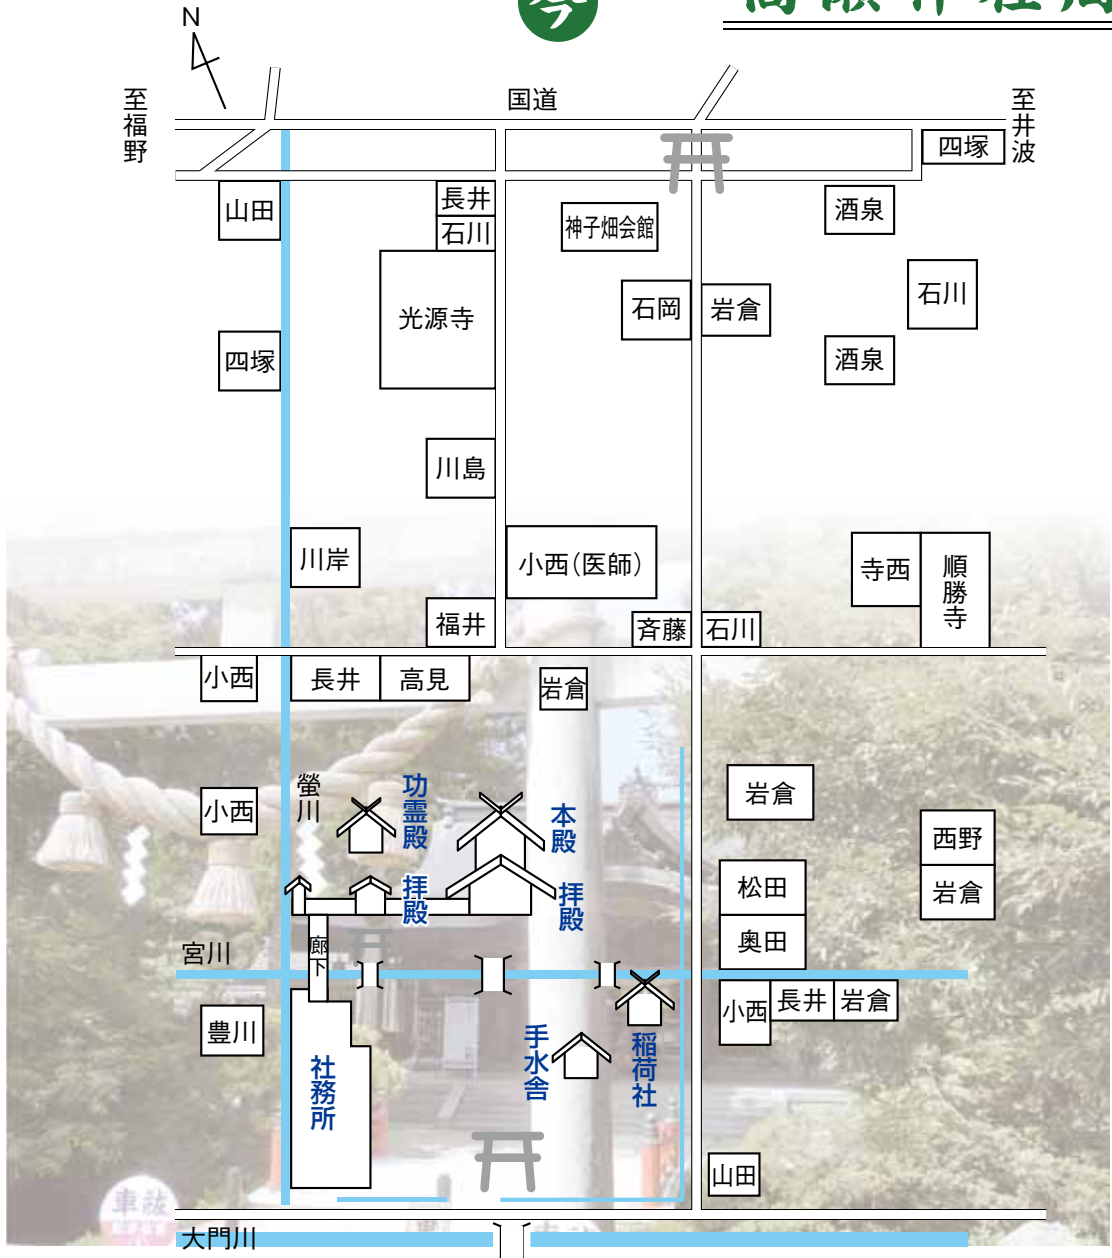 今
N
国道
至福野
至井波
四塚
山田
長井
石川
神子畑会館
酒泉
石川
光源寺
石岡
岩倉
四塚
酒泉
川島
川岸
小西(医師)
寺西
順勝寺
福井
斉藤
石川
小西
長井
高見
岩倉
小西
螢川
功霊殿
本殿
岩倉
西野
岩倉
拝殿
拝殿
松田
奥田
宮川
廊下
小西
長井
岩倉
豊川
社務所
手水舎
稲荷社
山田
大門川
車祓